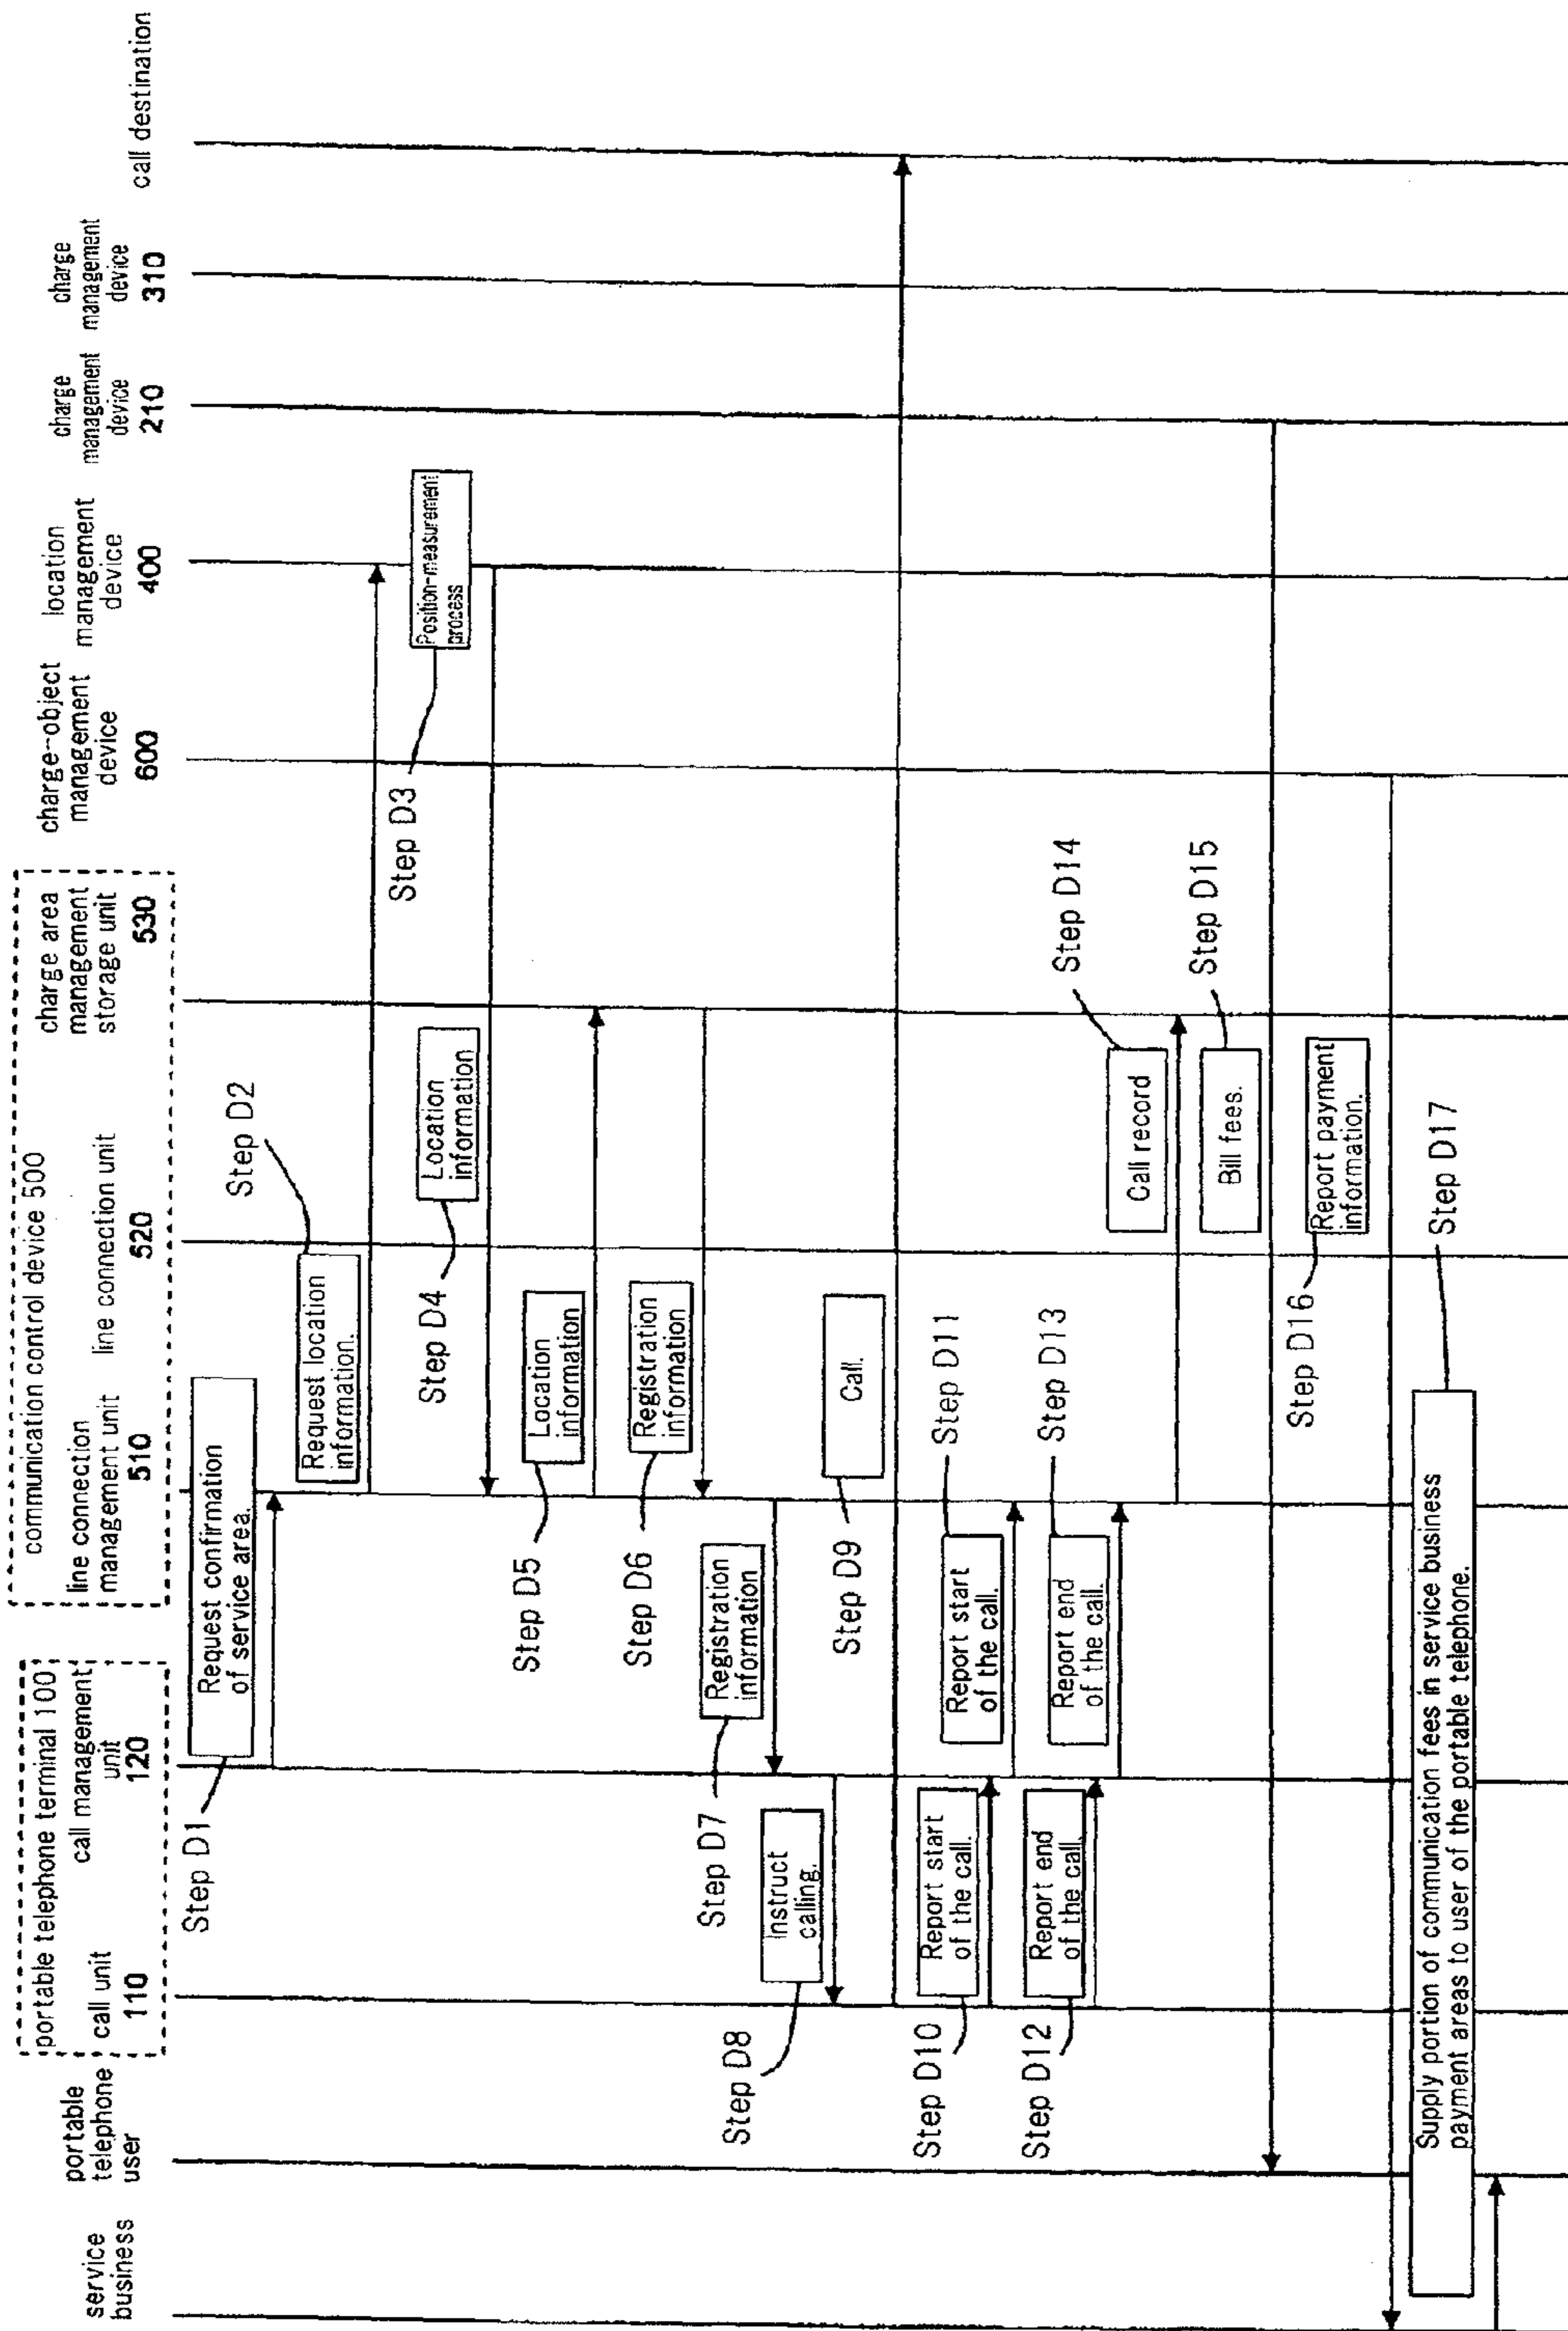 service
business
portable
telephone
user
portable telephone terminal 100
call unit
110
call management
unit
120
communication control device 500
line connection
management unit
510
line connection unit
520
charge area
management
storage unit
530
charge-object
management
device
600
location
management
device
400
charge
management
device
210
charge
management
device
310
call destination
Step D1
Request confirmation
of service area.
Step D2
Request location
information.
Step D3
Position-measurement
process
Step D4
Location
information
Step D5
Location
information
Step D6
Registration
information
Step D7
Registration
information
Step D8
Instruct
calling.
Step D9
Call.
Step D10
Report start
of the call.
Step D11
Report start
of the call.
Step D12
Report end
of the call.
Step D13
Report end
of the call.
Step D14
Call record
Step D15
Bill fees.
Step D16
Report payment
information.
Step D17
Supply portion of communication fees in service business
payment areas to user of the portable telephone.